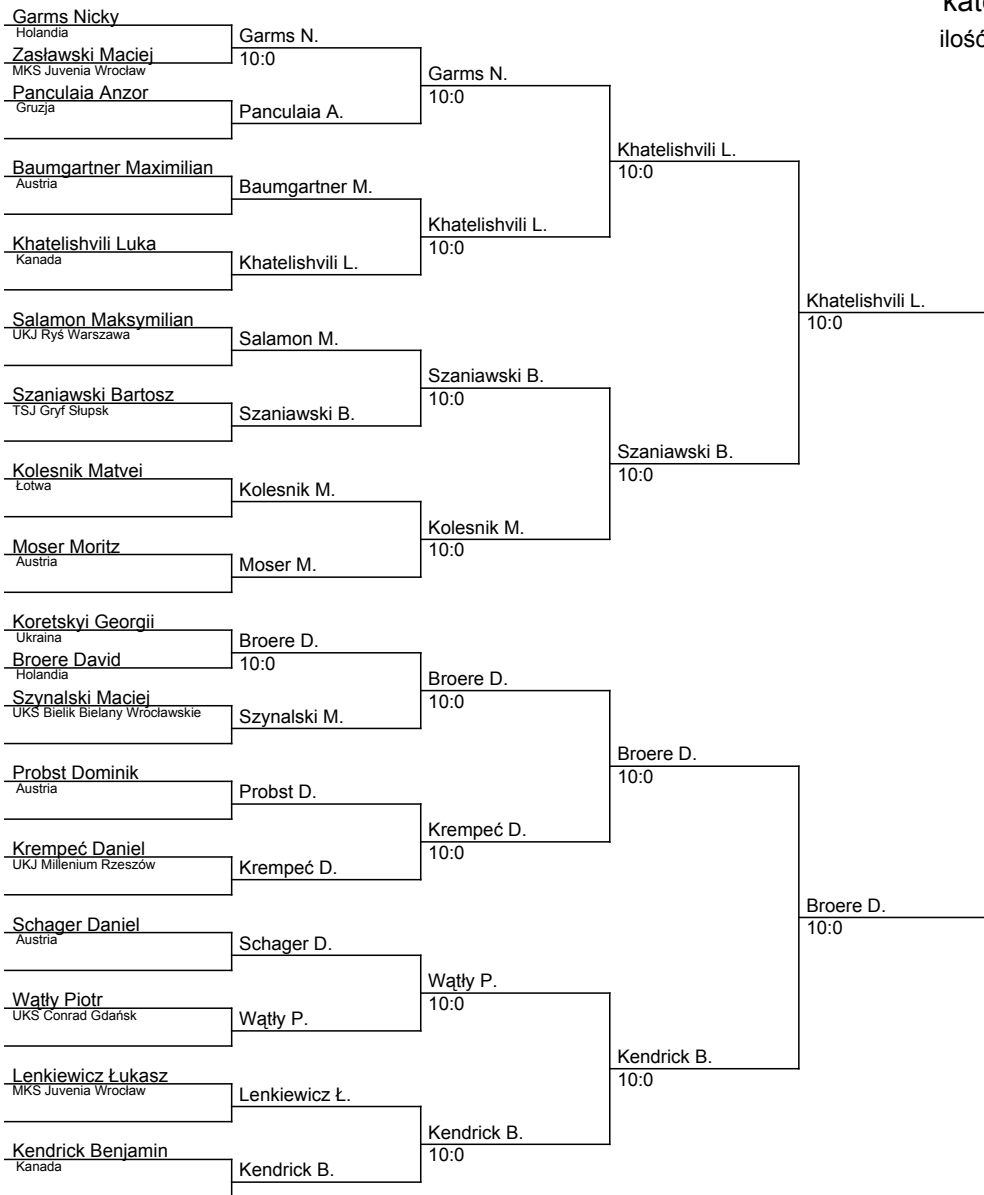 kate
ilość
Garms Nicky
Holandia
Zasławski Maciej
MKS Juvenia Wrocław
Panculaia Anzor
Gruzja
Baumgartner Maximilian
Austria
Khatelishvili Luka
Kanada
Salamon Maksymilian
UKJ Ryś Warszawa
Szaniawski Bartosz
TSJ Gryf Słupsk
Kolesnik Matvei
Łotwa
Moser Moritz
Austria
Koretskyi Georgii
Ukraina
Broere David
Holandia
Szynalski Maciej
UKS Bielik Bielany Wrocławskie
Probst Dominik
Austria
Krempeć Daniel
UKJ Millenium Rzeszów
Schager Daniel
Austria
Wątły Piotr
UKS Conrad Gdańsk
Lenkiewicz Łukasz
MKS Juvenia Wrocław
Kendrick Benjamin
Kanada
Garms N.
10:0
Panculaia A.
Baumgartner M.
Khatelishvili L.
Salamon M.
Szaniawski B.
Kolesnik M.
Moser M.
Broere D.
10:0
Szynalski M.
Probst D.
Krempeć D.
Schager D.
Wątły P.
Lenkiewicz Ł.
Kendrick B.
Garms N.
10:0
Khatelishvili L.
10:0
Szaniawski B.
10:0
Kolesnik M.
10:0
Broere D.
10:0
Krempeć D.
10:0
Wątły P.
10:0
Kendrick B.
10:0
Khatelishvili L.
10:0
Szaniawski B.
10:0
Broere D.
10:0
Kendrick B.
10:0
Khatelishvili L.
10:0
Broere D.
10:0